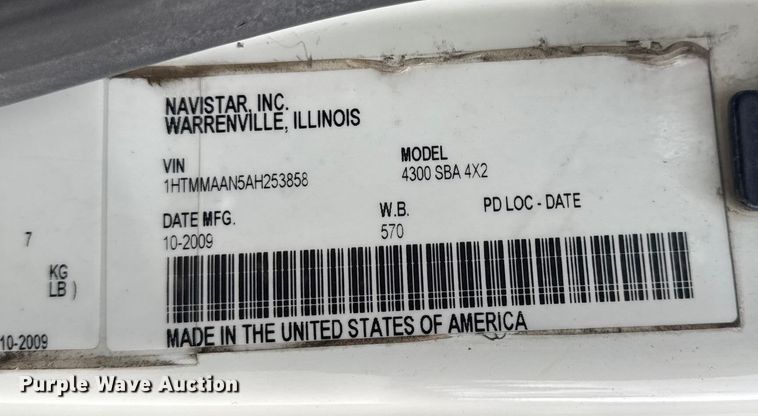 NAVISTAR, INC.
WARRENVILLE, ILLINOIS
VIN
1HTMMAAN5AH253858
MODEL
4300 SBA 4X2
DATE MFG.
10-2009
W.B.
570
PD LOC - DATE
7
KG
LB )
10-2009
MADE IN THE UNITED STATES OF AMERICA
Purple Wave Auction